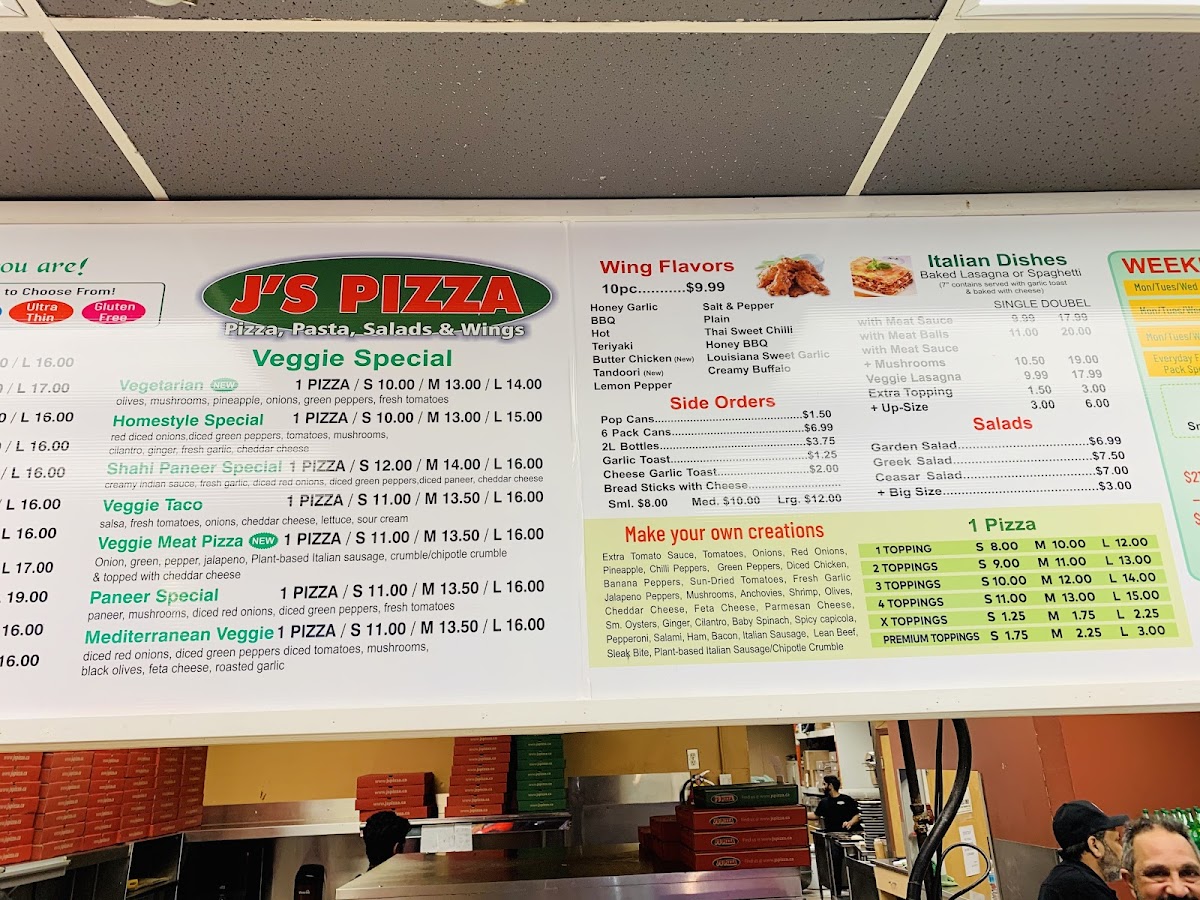 ou are!
to Choose From!
Ultra
Thin
Gluten
Free
0 / L 16.00
0 / L 17.00
0 / L 16.00
/ L 16.00
/ L 16.00
/ L 16.00
L 16.00
L 17.00
19.00
16.00
16.00
J'S PIZZA
Pizza, Pasta, Salads & Wings
Veggie Special
Vegetarian NEW 1 PIZZA / S 10.00 / M 13.00 / L 14.00
olives, mushrooms, pineapple, onions, green peppers, fresh tomatoes
Homestyle Special 1 PIZZA / S 10.00 / M 13.00 / L 15.00
red diced onions,diced green peppers, tomatoes, mushrooms,
cilantro, ginger, fresh garlic, cheddar cheese
Shahi Paneer Special 1 PIZZA / S 12.00 / M 14.00 / L 16.00
creamy indian sauce, fresh garlic, diced red onions, diced green peppers,diced paneer, cheddar cheese
Veggie Taco 1 PIZZA / S 11.00 / M 13.50 / L 16.00
salsa, fresh tomatoes, onions, cheddar cheese, lettuce, sour cream
Veggie Meat Pizza NEW 1 PIZZA / S 11.00 / M 13.50 / L 16.00
Onion, green, pepper, jalapeno, Plant-based Italian sausage, crumble/chipotle crumble
& topped with cheddar cheese
Paneer Special 1 PIZZA / S 11.00 / M 13.50 / L 16.00
paneer, mushrooms, diced red onions, diced green peppers, fresh tomatoes
Mediterranean Veggie 1 PIZZA / S 11.00 / M 13.50 / L 16.00
diced red onions, diced green peppers diced tomatoes, mushrooms,
black olives, feta cheese, roasted garlic
Wing Flavors
10pc...........$9.99
Honey Garlic
BBQ
Hot
Teriyaki
Butter Chicken (New)
Tandoori (New)
Lemon Pepper
Salt & Pepper
Plain
Thai Sweet Chilli
Honey BBQ
Louisiana Sweet Garlic
Creamy Buffalo
Side Orders
Pop Cans...$1.50
6 Pack Cans...$6.99
2L Bottles...$3.75
Garlic Toast...$1.25
Cheese Garlic Toast...$2.00
Bread Sticks with Cheese...
Sml. $8.00 Med. $10.00 Lrg. $12.00
Italian Dishes
Baked Lasagna or Spaghetti
(7" contains served with garlic toast
& baked with cheese)
SINGLE DOUBEL
with Meat Sauce 9.99 17.99
with Meat Balls 11.00 20.00
with Meat Sauce
+ Mushrooms 10.50 19.00
Veggie Lasagna 9.99 17.99
Extra Topping 1.50 3.00
+ Up-Size 3.00 6.00
Salads
Garden Salad...$6.99
Greek Salad...$7.50
Ceasar Salad...$7.00
+ Big Size...$3.00
Make your own creations
Extra Tomato Sauce, Tomatoes, Onions, Red Onions,
Pineapple, Chilli Peppers, Green Peppers, Diced Chicken,
Banana Peppers, Sun-Dried Tomatoes, Fresh Garlic
Jalapeno Peppers, Mushrooms, Anchovies, Shrimp, Olives,
Cheddar Cheese, Feta Cheese, Parmesan Cheese,
Sm. Oysters, Ginger, Cilantro, Baby Spinach, Spicy capicola,
Pepperoni, Salami, Ham, Bacon, Italian Sausage, Lean Beef,
Steak Bite, Plant-based Italian Sausage/Chipotle Crumble
1 Pizza
1 TOPPING S 8.00 M 10.00 L 12.00
2 TOPPINGS S 9.00 M 11.00 L 13.00
3 TOPPINGS S 10.00 M 12.00 L 14.00
4 TOPPINGS S 11.00 M 13.00 L 15.00
X TOPPINGS S 1.25 M 1.75 L 2.25
PREMIUM TOPPINGS S 1.75 M 2.25 L 3.00
WEEK
Mon/Tues/Wed
Mon/Tues/W
Everyday F
Pack Spe